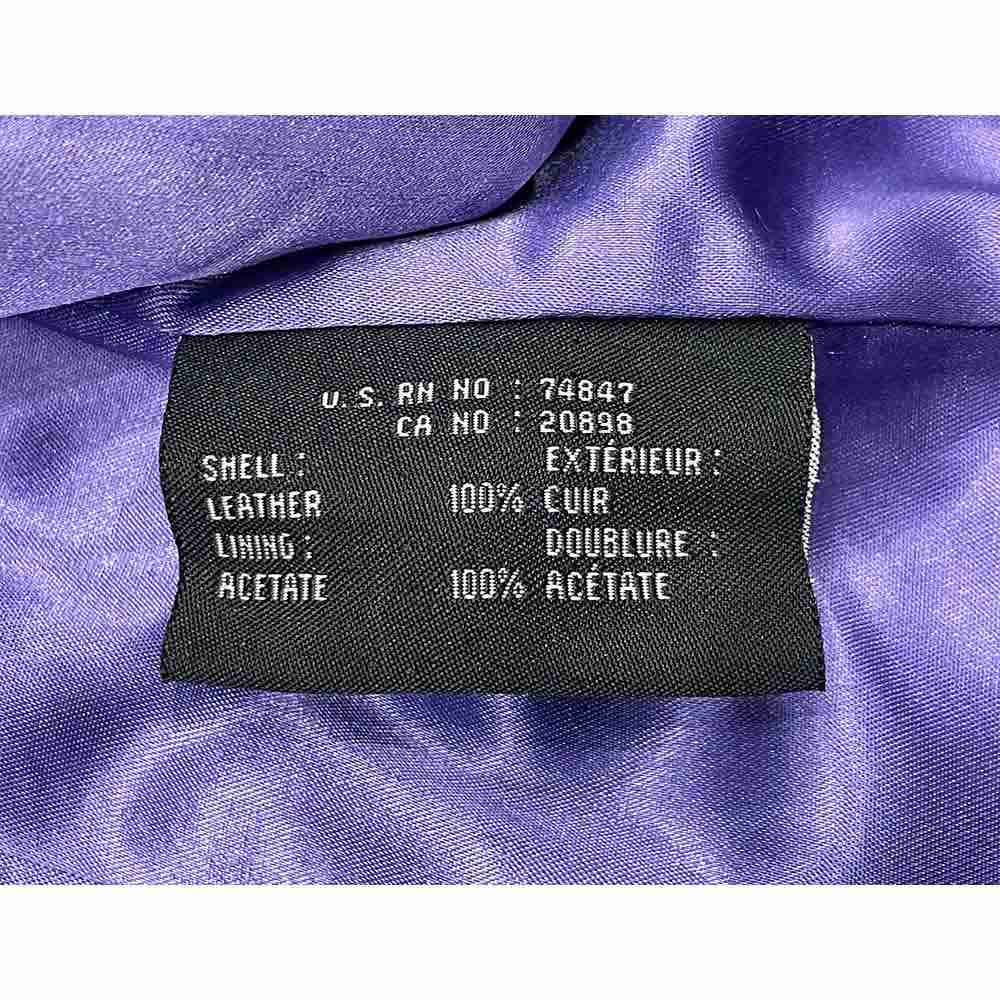 U.S. RN NO : 74847
CA NO : 20898
SHELL : EXTÉRIEUR :
LEATHER 100% CUIR
LINING : DOUBLURE :
ACETATE 100% ACÉTATE